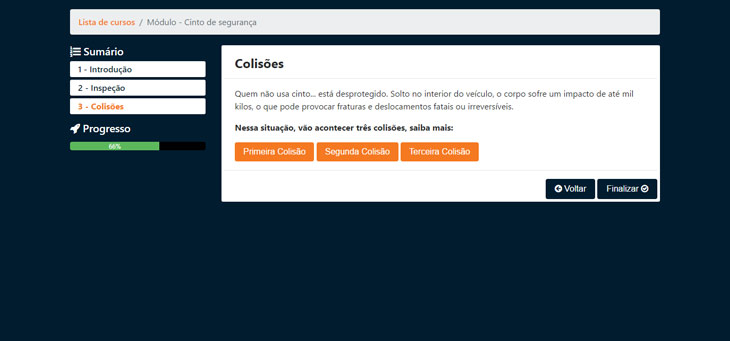 Lista de cursos / Módulo - Cinto de segurança
Sumário
1 - Introdução
2 - Inspeção
3 - Colisões
Progresso
66%
Colisões
Quem não usa cinto... está desprotegido. Solto no interior do veículo, o corpo sofre um impacto de até mil
kilos, o que pode provocar fraturas e deslocamentos fatais ou irreversíveis.
Nessa situação, vão acontecer três colisões, saiba mais:
Primeira Colisão Segunda Colisão Terceira Colisão
Voltar Finalizar